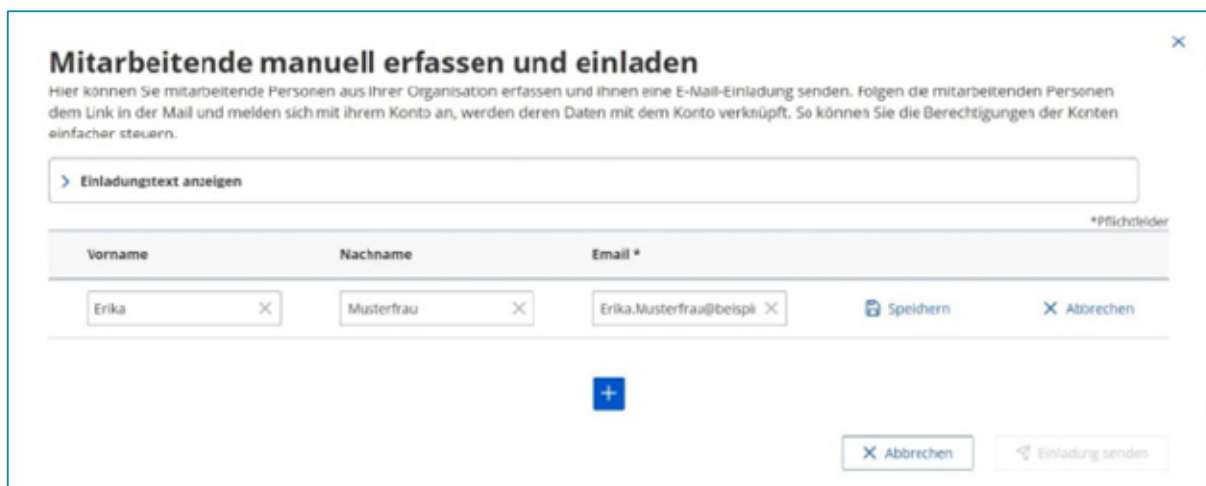 Mitarbeitende manuell erfassen und einladen
Hier können Sie mitarbeitende Personen aus Ihrer Organisation erfassen und ihnen eine E-Mail-Einladung senden. Folgen die mitarbeitenden Personen
dem Link in der Mail und melden sich mit ihrem Konto an, werden deren Daten mit dem Konto verknüpft. So können Sie die Berechtigungen der Konten
einfacher steuern.
Einladungstext anzeigen
*Pflichtfelder
Vorname Nachname Email *
Erika Musterfrau Erika.Musterfrau@beispi Speichern Abbrechen
Abbrechen Einladung senden